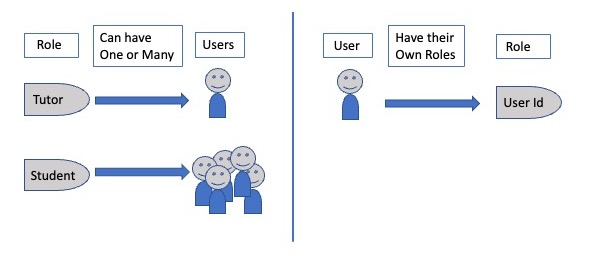 Role
Can have
One or Many
Users
Tutor
Student
User
Have their
Own Roles
Role
User Id